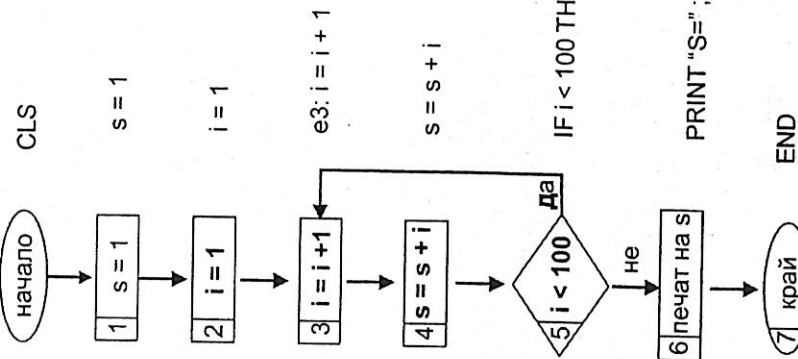 начало
CLS
1 s = 1
s = 1
2 i = 1
i = 1
3 i = i +1
e3: i = i + 1
4 s = s + i
s = s + i
5 i < 100
Да
IF i < 100 TH
не
6 печат на s
PRINT “S=” ;
7 край
END